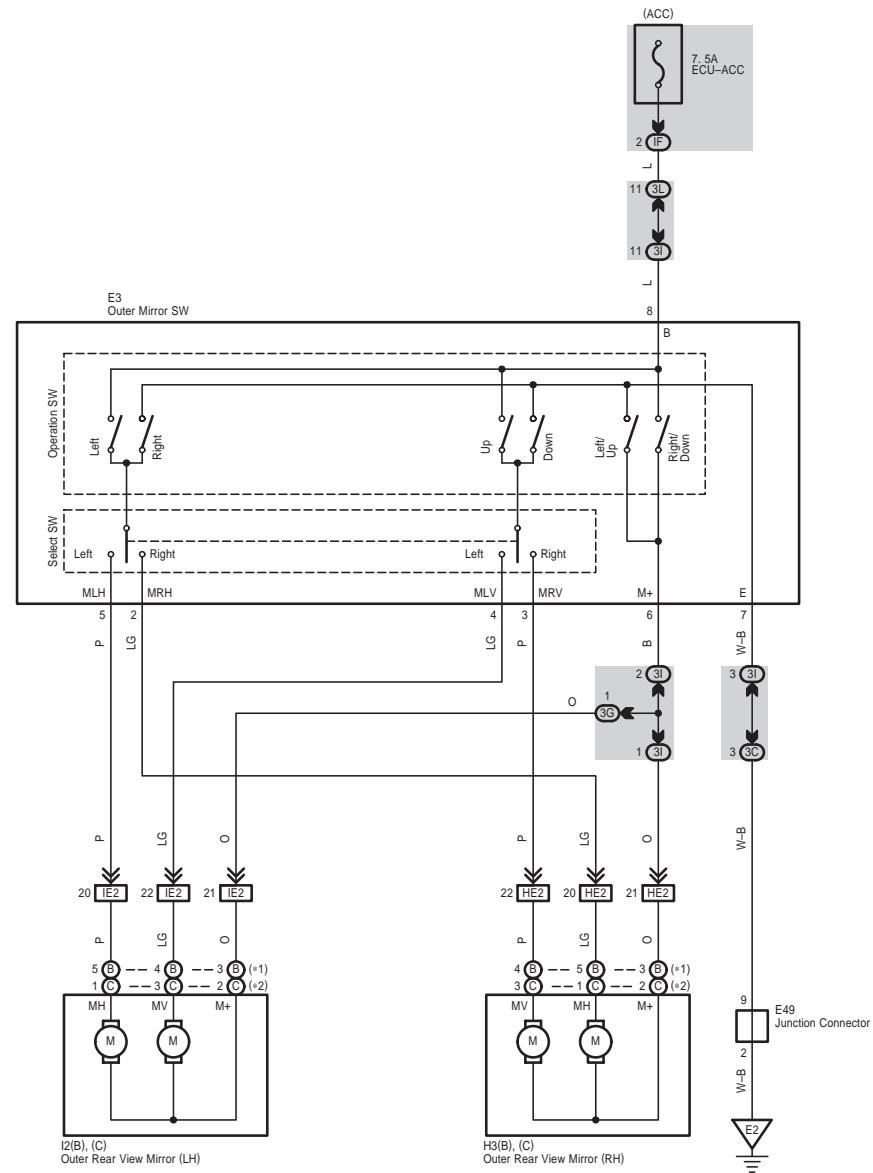 (ACC)
7. 5A
ECU–ACC
2 IF
L
11 3L
11 3I
L
E3
Outer Mirror SW
8
B
Operation SW
Left
Right
Up
Down
Left/
Up
Right/
Down
Select SW
Left
Right
Left
Right
MLH
MRH
MLV
MRV
M+
E
5
2
4
3
6
7
P
LG
LG
P
B
W–B
2 3I
3 3I
O
1
3G
1 3I
3 3C
P
LG
O
P
LG
O
W–B
20 IE2
22 IE2
21 IE2
22 HE2
20 HE2
21 HE2
P
LG
O
P
LG
O
5 B
4 B
3 B (*1)
4 B
5 B
3 B (*1)
1 C
3 C
2 C (*2)
3 C
1 C
2 C (*2)
MH
MV
M+
MV
MH
M+
M
M
M
M
9
E49
Junction Connector
2
W–B
E2
I2(B), (C)
Outer Rear View Mirror (LH)
H3(B), (C)
Outer Rear View Mirror (RH)